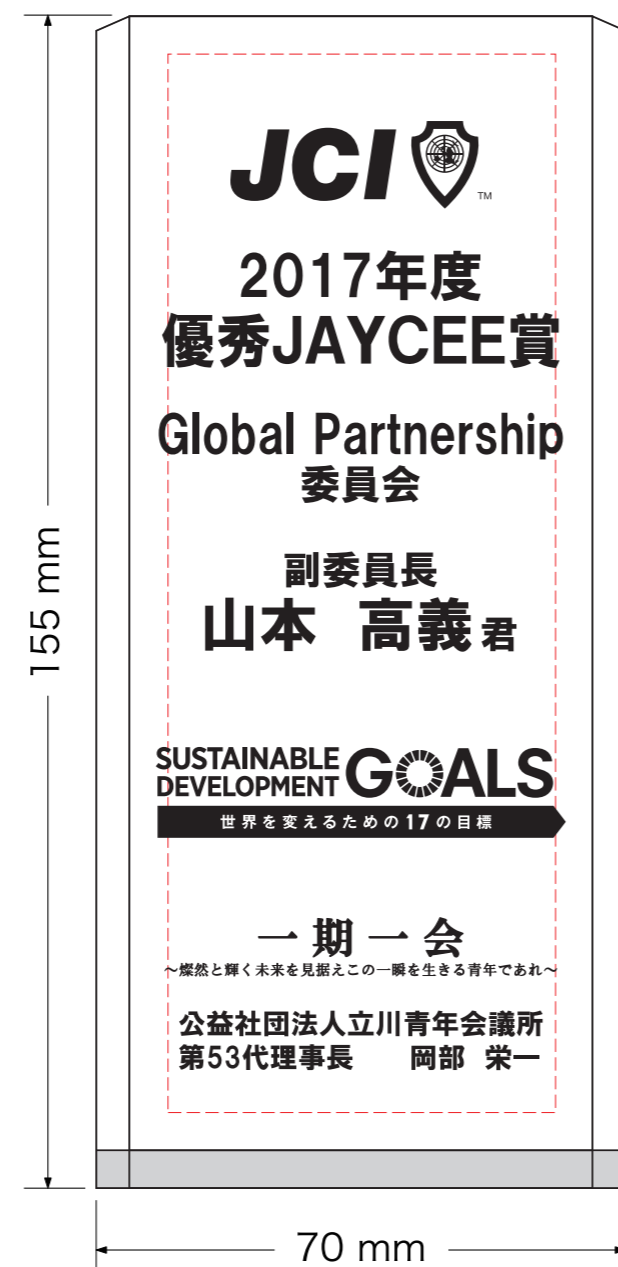 JCI
TM
2017年度
優秀JAYCEE賞
Global Partnership
委員会
副委員長
山本 高義 君
SUSTAINABLE
DEVELOPMENT GOALS
世界を変えるための17の目標
一期一会
～燦然と輝く未来を見据えこの一瞬を生きる青年であれ～
公益社団法人立川青年会議所
第53代理事長 岡部 栄一
155 mm
70 mm